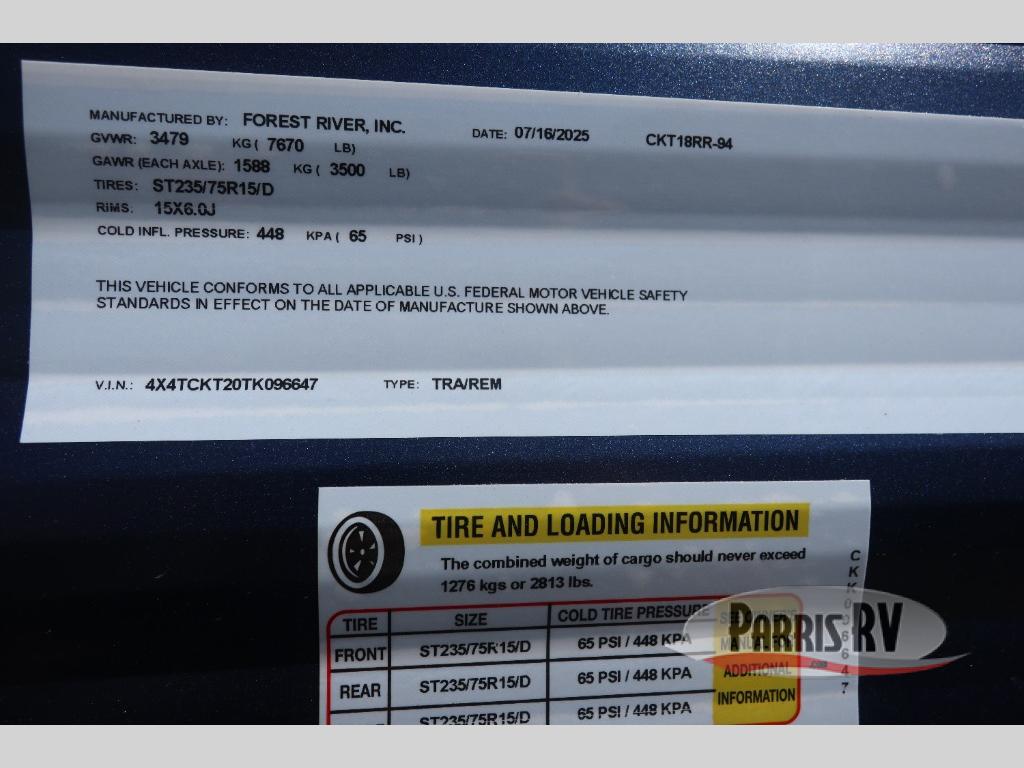 MANUFACTURED BY: FOREST RIVER, INC. DATE: 07/16/2025 CKT18RR-94
GVWR: 3479 KG ( 7670 LB)
GAWR (EACH AXLE): 1588 KG ( 3500 LB)
TIRES: ST235/75R15/D
RIMS: 15X6.0J
COLD INFL. PRESSURE: 448 KPA ( 65 PSI )
THIS VEHICLE CONFORMS TO ALL APPLICABLE U.S. FEDERAL MOTOR VEHICLE SAFETY
STANDARDS IN EFFECT ON THE DATE OF MANUFACTURE SHOWN ABOVE.
V.I.N.: 4X4TCKT20TK096647 TYPE: TRA/REM
TIRE AND LOADING INFORMATION
The combined weight of cargo should never exceed
1276 kgs or 2813 lbs.
TIRE SIZE COLD TIRE PRESSURE SEE OWNER'S
FRONT ST235/75R15/D 65 PSI / 448 KPA MANUAL FOR
REAR ST235/75R15/D 65 PSI / 448 KPA ADDITIONAL
INFORMATION
ST235/75R15/D 65 PSI / 448 KPA
PARRIS RV
.com